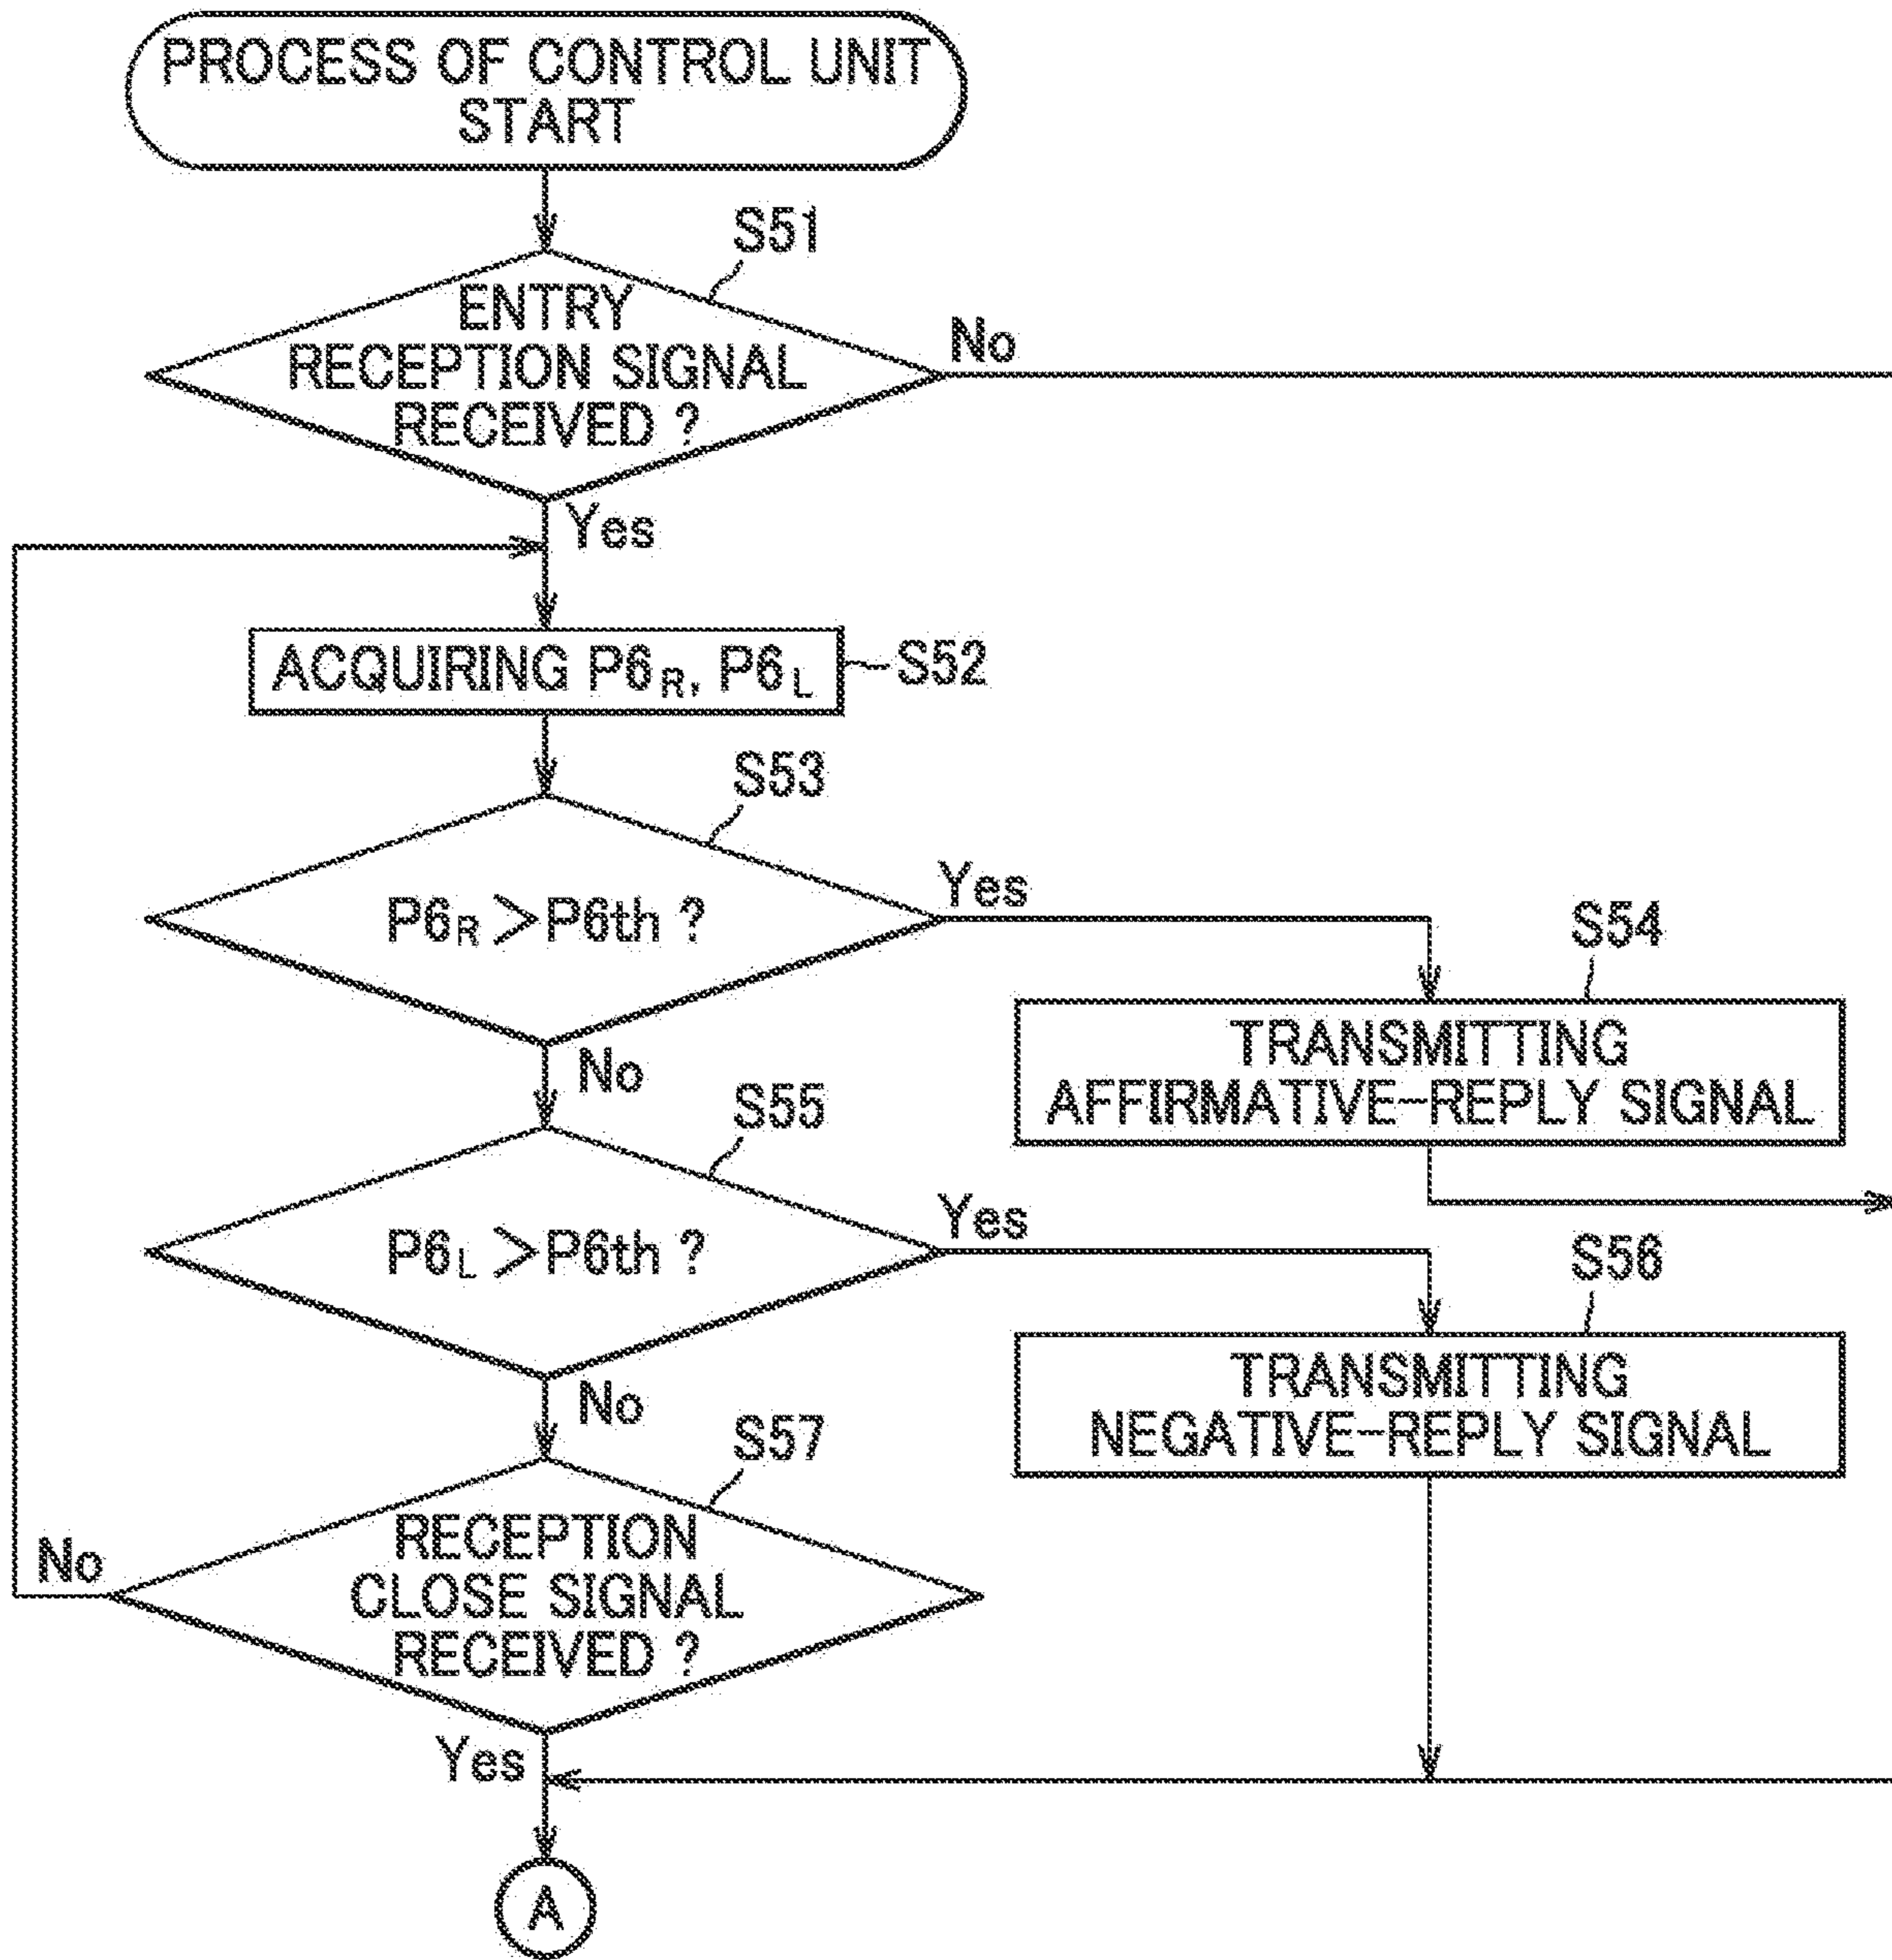 PROCESS OF CONTROL UNIT
START
S51
ENTRY
RECEPTION SIGNAL
RECEIVED ?
No
Yes
ACQUIRING P6R, P6L
S52
S53
P6R >P6th ?
Yes
No
S54
TRANSMITTING
AFFIRMATIVE-REPLY SIGNAL
S55
P6L >P6th ?
Yes
No
S56
TRANSMITTING
NEGATIVE-REPLY SIGNAL
S57
RECEPTION
CLOSE SIGNAL
RECEIVED ?
No
Yes
A